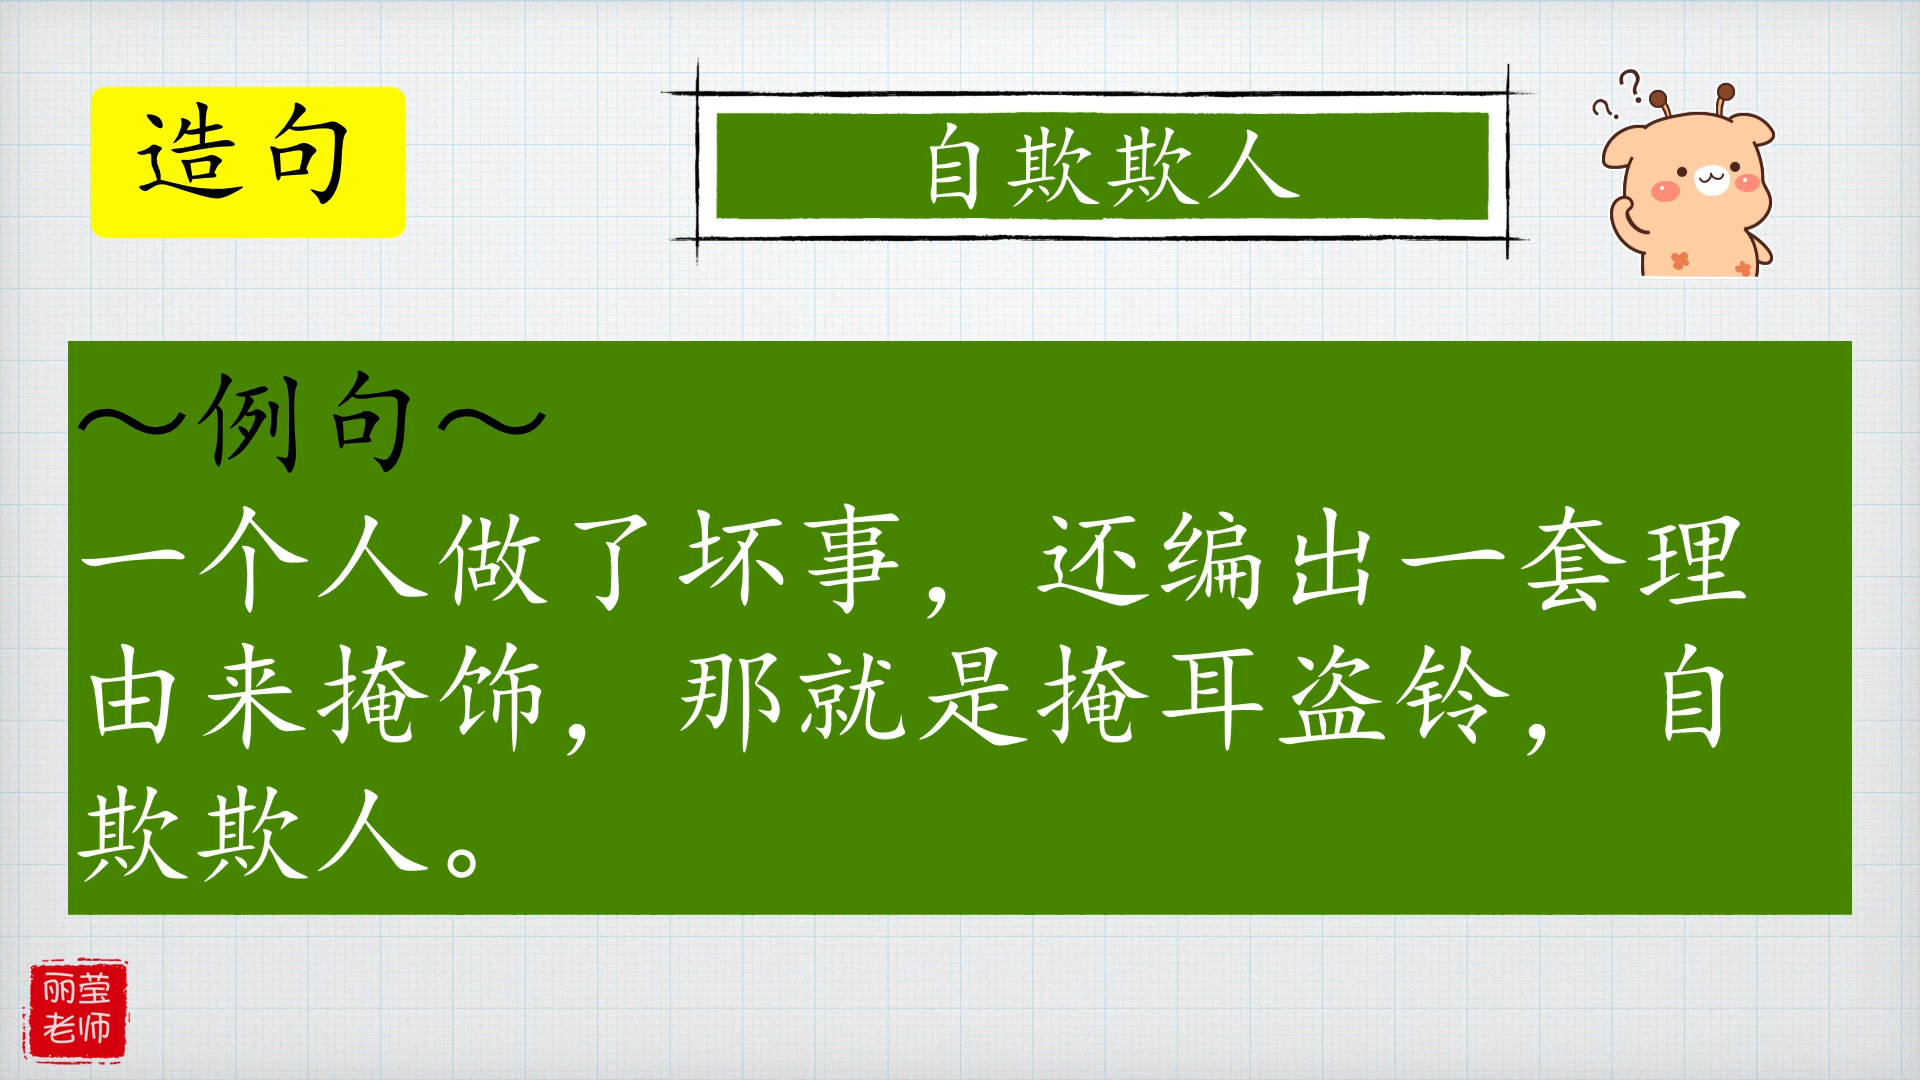 造句
自欺欺人
？
？
～例句～
一个人做了坏事，还编出一套理
由来掩饰，那就是掩耳盗铃，自
欺欺人。
丽莹
老师